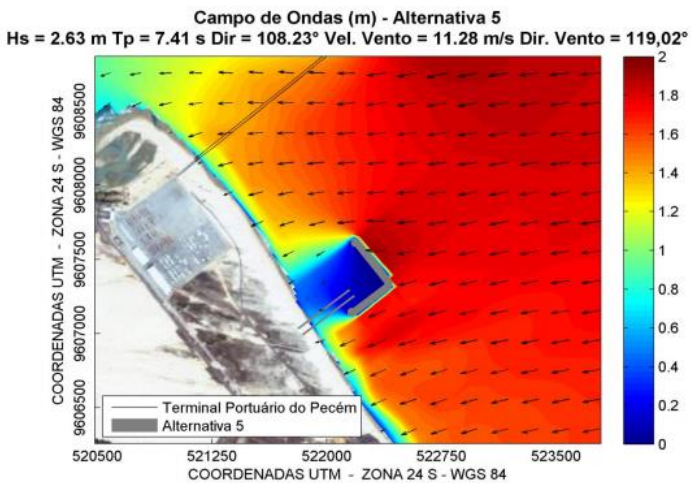 Campo de Ondas (m) - Alternativa 5
Hs = 2.63 m Tp = 7.41 s Dir = 108.23° Vel. Vento = 11.28 m/s Dir. Vento = 119,02°
COORDENADAS UTM - ZONA 24 S - WGS 84
9608500
9608000
9607500
9607000
9606500
Terminal Portuário do Pecém
Alternativa 5
520500 521250 522000 522750 523500
COORDENADAS UTM - ZONA 24 S - WGS 84
2
1.8
1.6
1.4
1.2
1
0.8
0.6
0.4
0.2
0